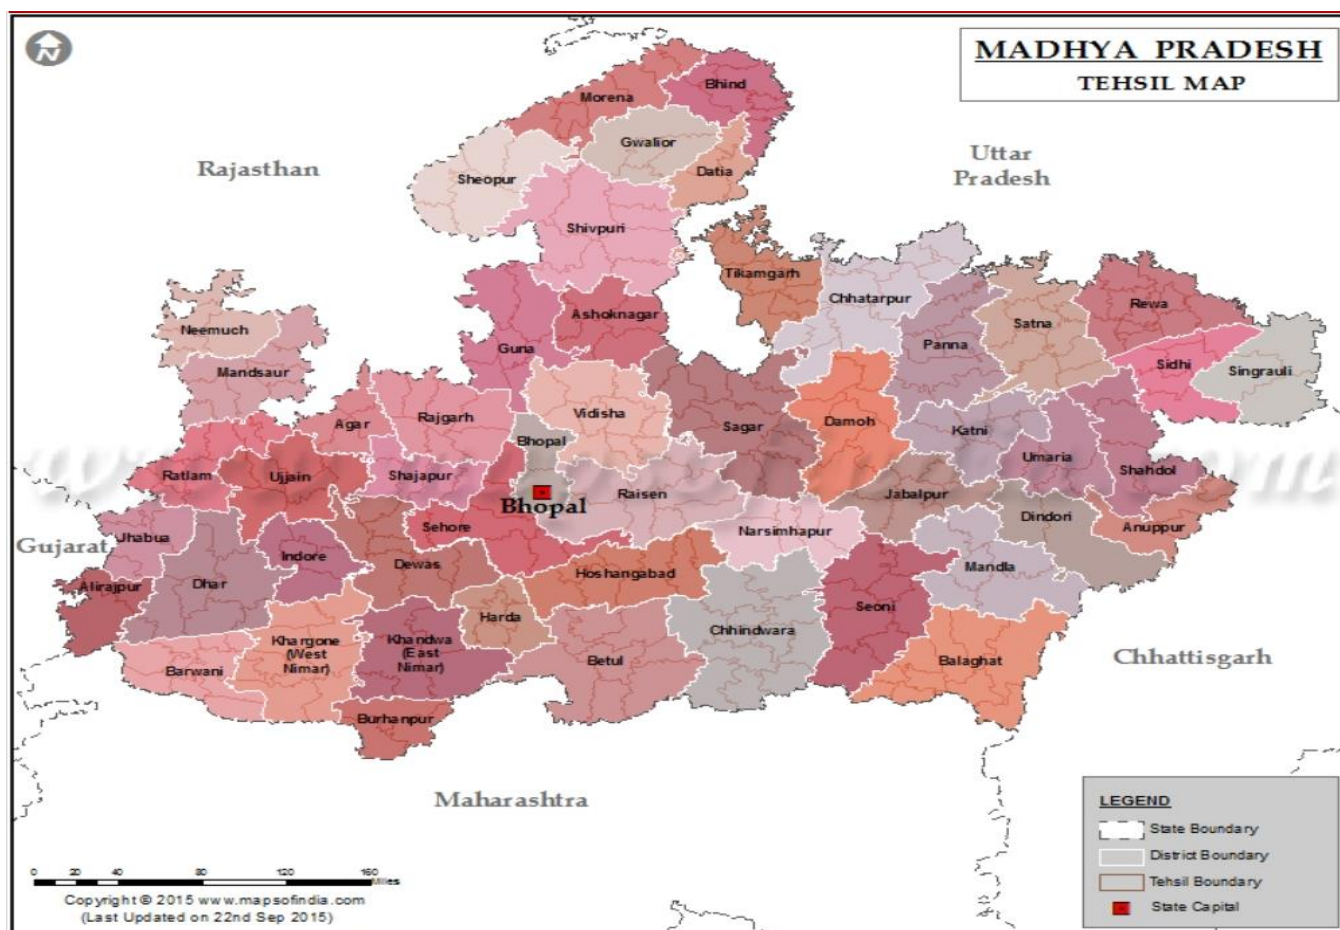 N
MADHYA PRADESH
TEHSIL MAP
Rajasthan
Uttar
Pradesh
Bhind
Morena
Gwalior
Datia
Sheopur
Shivpuri
Tikamgarh
Chhatarpur
Rewa
Ashoknagar
Satna
Neemuch
Panna
Guna
Sidhi
Singrauli
Mandsaur
Vidisha
Rajgarh
Agar
Damoh
Sagar
Katni
Bhopal
Umaria
Shahdol
Ratlam
Ujjain
Shajapur
Raisen
Jabalpur
Bhopal
Dindori
Sehore
Narsimhapur
Anuppur
Jhabua
Gujarat
Indore
Dewas
Mandla
Hoshangabad
Alirajpur
Dhar
Seoni
Harda
Chhindwara
Khargone
(West
Nimar)
Khandwa
(East
Nimar)
Betul
Balaghat
Chhattisgarh
Barwani
Burhanpur
Maharashtra
LEGEND
State Boundary
District Boundary
Tehsil Boundary
State Capital
0 20 40 80 120 160
Miles
Copyright © 2015 www.mapsofindia.com
(Last Updated on 22nd Sep 2015)